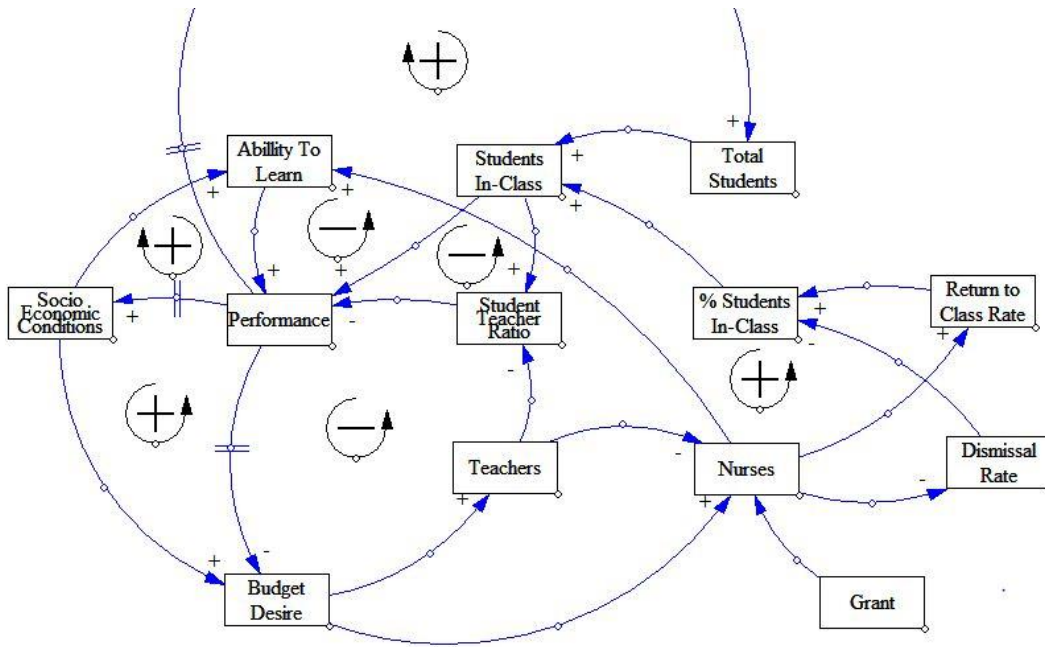 +
+
Abillity To
Learn
+
+
Students
In-Class
+
+
Total
Students
+
−
−
Socio
Economic
Conditions
+
+
Performance
+
-
+
Student
Teacher
Ratio
-
% Students
In-Class
+
-
Return to
Class Rate
+
+
+
−
Teachers
+
-
Nurses
+
-
Dismissal
Rate
+
-
Budget
Desire
Grant